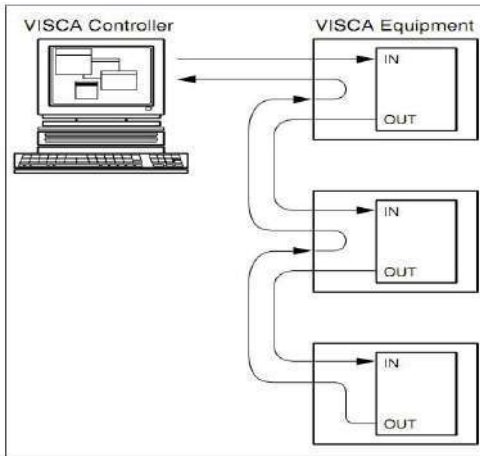 VISCA Controller
VISCA Equipment
IN
OUT
IN
OUT
IN
OUT